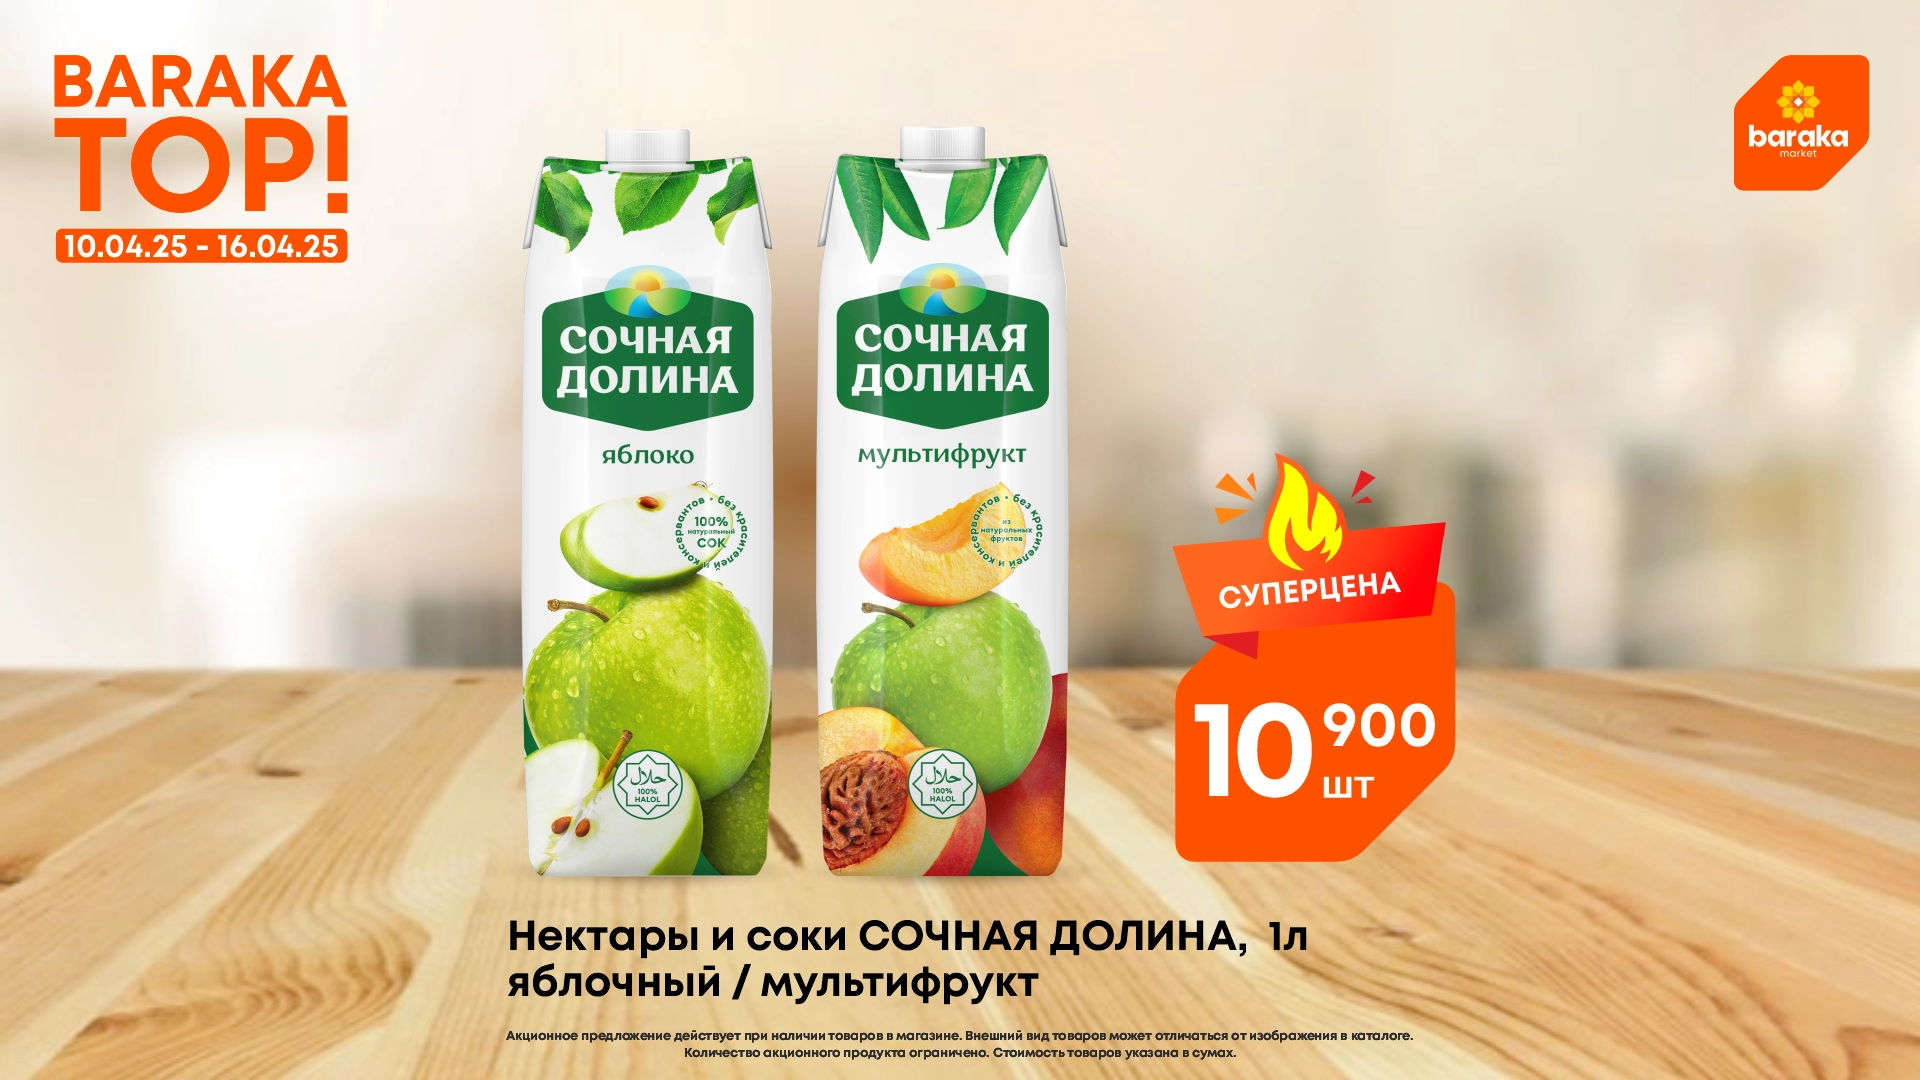 BARAKA
TOP!
10.04.25 - 16.04.25
baraka
market
СОЧНАЯ
ДОЛИНА
яблоко
без красителей и консервантов
100%
натуральный
СОК
حلال
100%
HALOL
СОЧНАЯ
ДОЛИНА
мультифрукт
без красителей и консервантов
из
натуральных
фруктов
حلال
100%
HALOL
СУПЕРЦЕНА
10 900
шт
Нектары и соки СОЧНАЯ ДОЛИНА, 1л
яблочный / мультифрукт
Акционное предложение действует при наличии товаров в магазине. Внешний вид товаров может отличаться от изображения в каталоге.
Количество акционного продукта ограничено. Стоимость товаров указана в сумах.